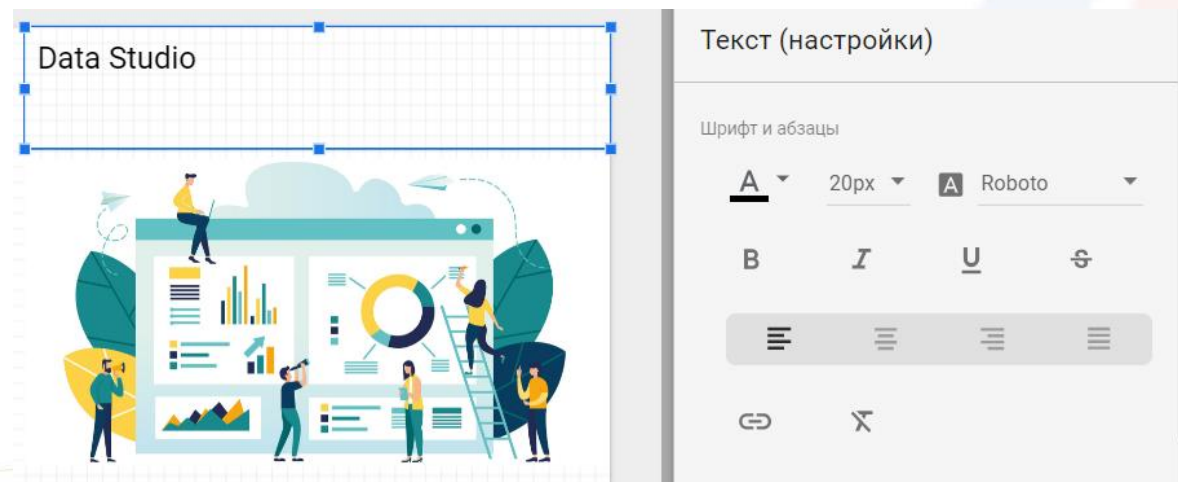 Data Studio
Текст (настройки)
Шрифт и абзацы
A 20px A Roboto
B I U S